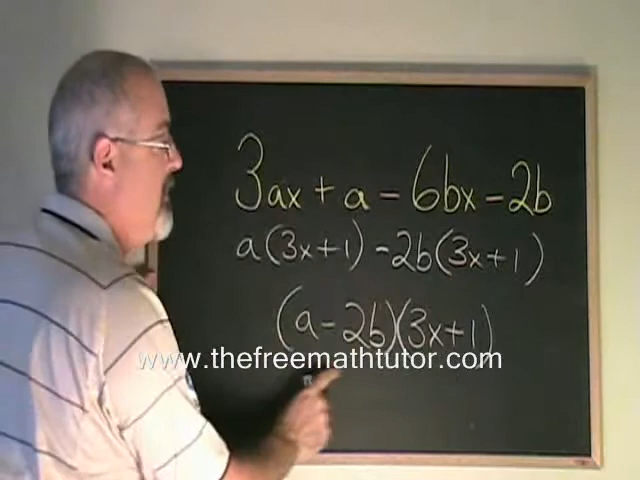 3ax + a - 6bx - 2b
a(3x+1) - 2b(3x+1)
(a - 2b)(3x+1)
www.thefreemathtutor.com